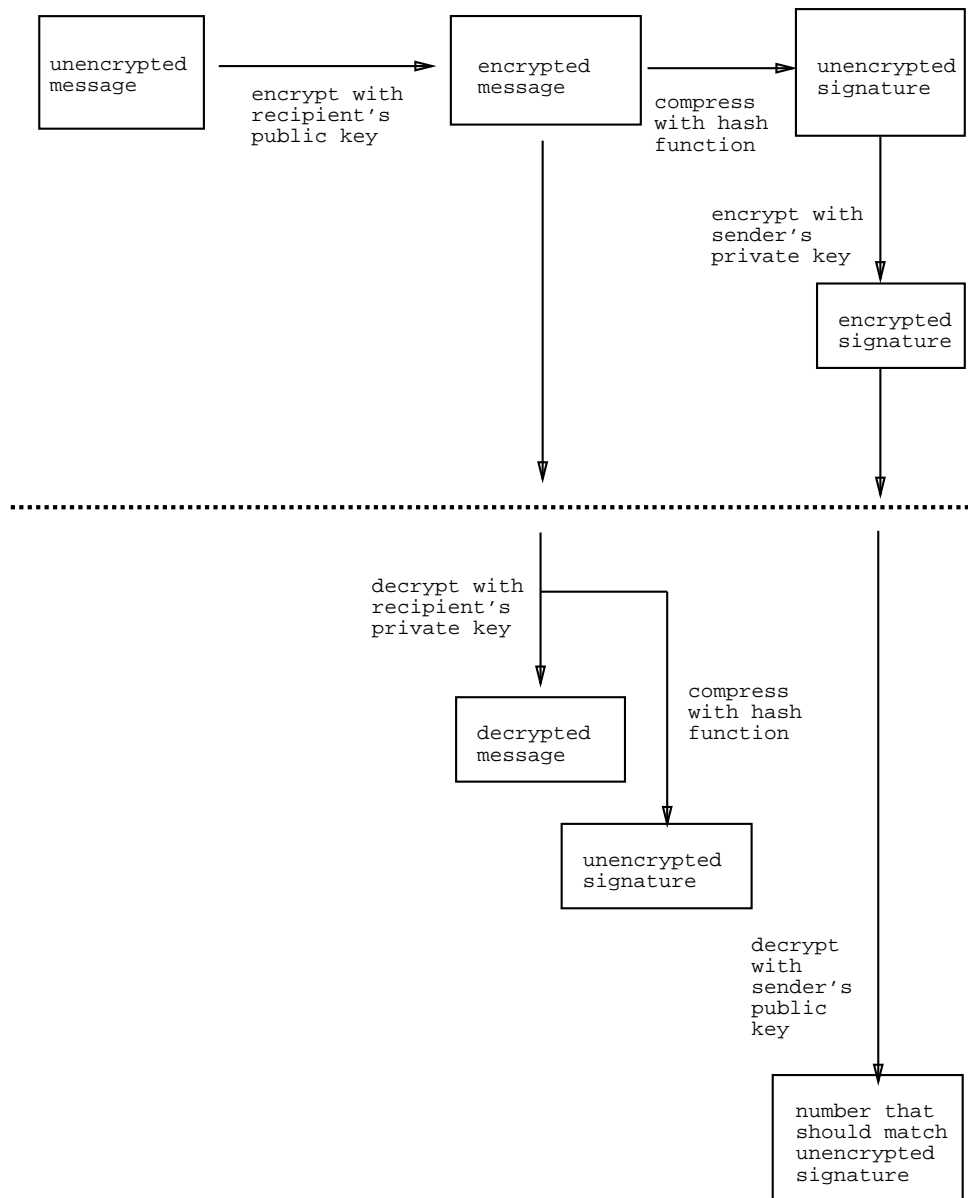 unencrypted
message
encrypt with
recipient's
public key
encrypted
message
compress
with hash
function
unencrypted
signature
encrypt with
sender's
private key
encrypted
signature
decrypt with
recipient's
private key
decrypted
message
compress
with hash
function
unencrypted
signature
decrypt
with
sender's
public
key
number that
should match
unencrypted
signature